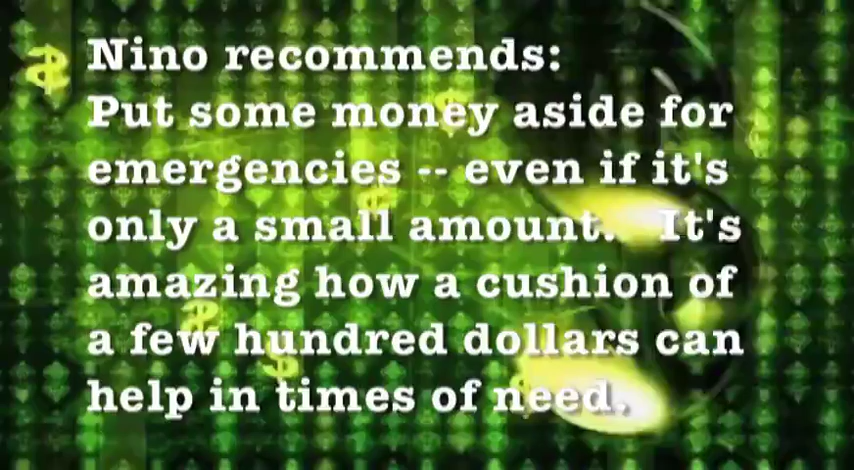 Nino recommends:
Put some money aside for
emergencies -- even if it's
only a small amount. It's
amazing how a cushion of
a few hundred dollars can
help in times of need.